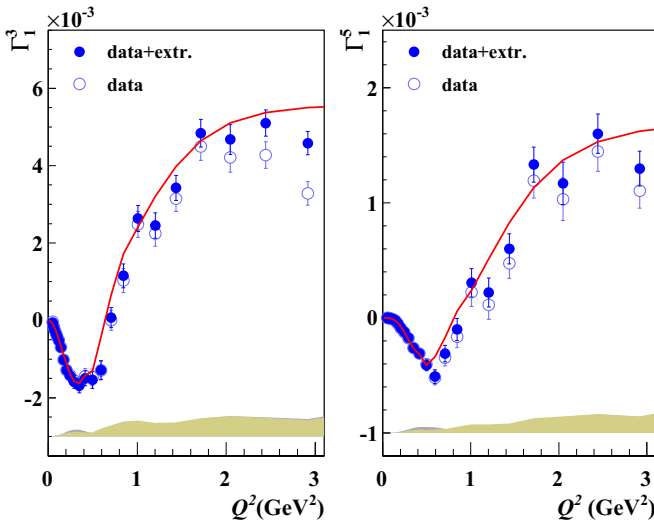 Γ₁³ ×10⁻³
data+extr.
data
6
4
2
0
-2
0 1 2 3
Q² (GeV²)
Γ₁⁵ ×10⁻³
data+extr.
data
2
1
0
-1
0 1 2 3
Q² (GeV²)